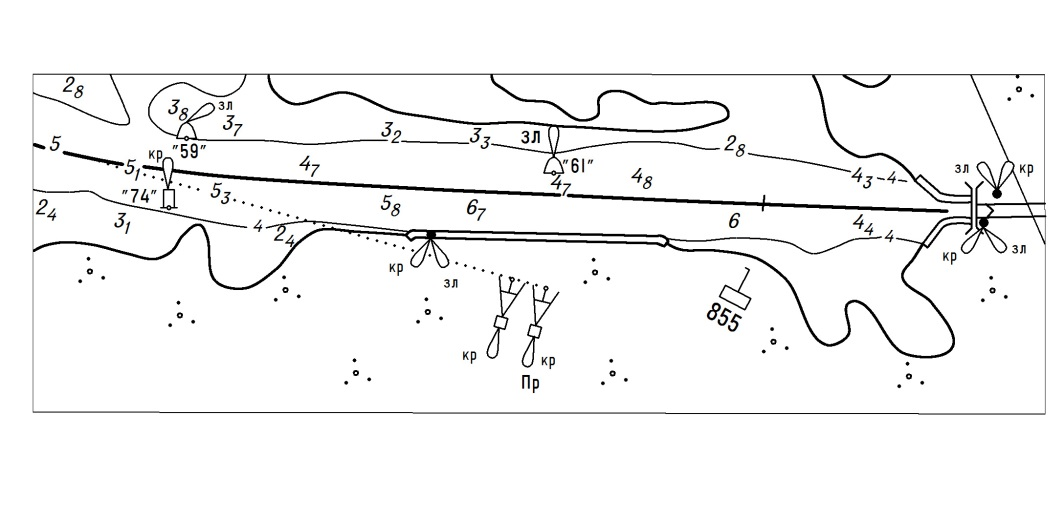 2₈
3₈
зл
3₇
3₂
3₃
зл
2₈
5
кр
"59"
5₁
4₇
"61"
4₇
4₈
4₃
4
зл
кр
"74"
5₃
2₄
3₁
4
2₄
5₈
6₇
6
4₄
4
кр
зл
кр
зл
855
кр
кр
Пр